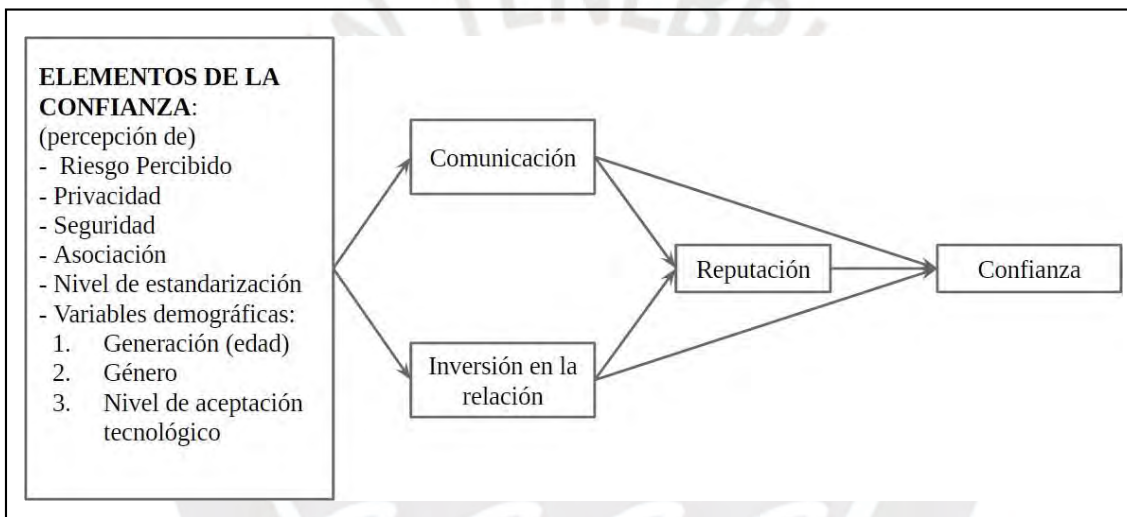 ELEMENTOS DE LA
CONFIANZA:
(percepción de)
- Riesgo Percibido
- Privacidad
- Seguridad
- Asociación
- Nivel de estandarización
- Variables demográficas:
1. Generación (edad)
2. Género
3. Nivel de aceptación
tecnológico
Comunicación
Inversión en la
relación
Reputación
Confianza